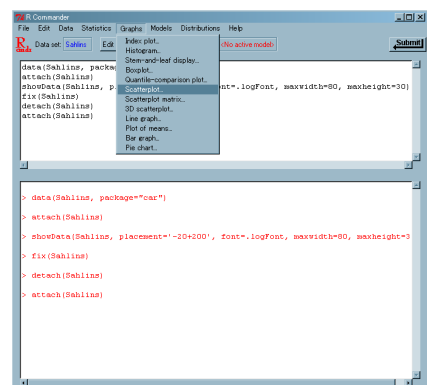 R Commander
File Edit Data Statistics Graphs Models Distributions Help
Data set: Sahlins Edit <No active model> Submit
Index plot...
Histogram...
Stem-and-leaf display...
Boxplot...
Quantile-comparison plot...
Scatterplot...
Scatterplot matrix...
3D scatterplot...
Line graph...
Plot of means...
Bar graph...
Pie chart...
data(Sahlins, packa
attach(Sahlins)
showData(Sahlins, p ont=.logFont, maxwidth=80, maxheight=30)
fix(Sahlins)
detach(Sahlins)
attach(Sahlins)
> data(Sahlins, package="car")
> attach(Sahlins)
> showData(Sahlins, placement='-20+200', font=.logFont, maxwidth=80, maxheight=3
> fix(Sahlins)
> detach(Sahlins)
> attach(Sahlins)